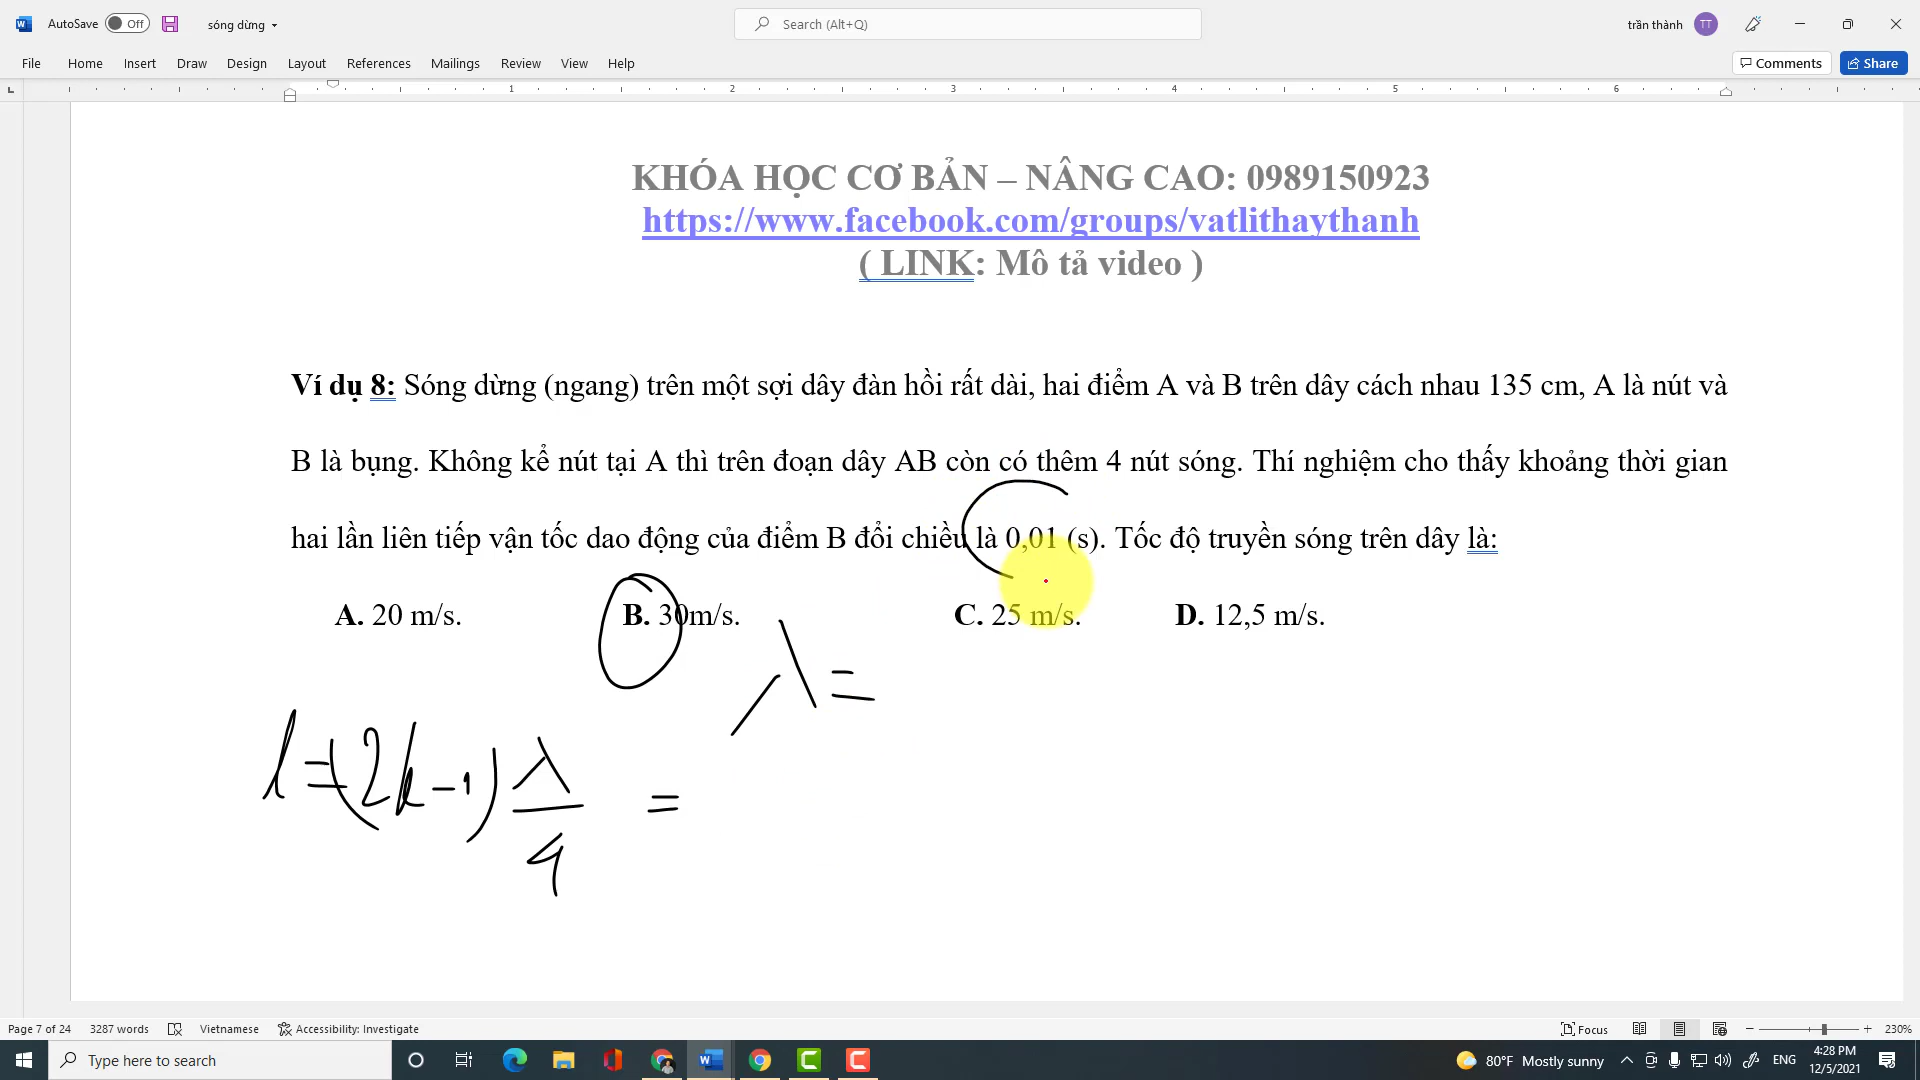 AutoSave Off sóng dừng Search (Alt+Q) trần thành TT
File Home Insert Draw Design Layout References Mailings Review View Help Comments Share
1 2 3 4 5 6
KHÓA HỌC CƠ BẢN – NÂNG CAO: 0989150923
https://www.facebook.com/groups/vatlithaythanh
( LINK: Mô tả video )
Ví dụ 8: Sóng dừng (ngang) trên một sợi dây đàn hồi rất dài, hai điểm A và B trên dây cách nhau 135 cm, A là nút và
B là bụng. Không kể nút tại A thì trên đoạn dây AB còn có thêm 4 nút sóng. Thí nghiệm cho thấy khoảng thời gian
hai lần liên tiếp vận tốc dao động của điểm B đổi chiều là 0,01 (s). Tốc độ truyền sóng trên dây là:
A. 20 m/s. B. 30m/s. C. 25 m/s. D. 12,5 m/s.
λ =
l = (2k - 1) λ/4 =
Page 7 of 24 3287 words Vietnamese Accessibility: Investigate Focus 230%
Type here to search 80°F Mostly sunny ENG 4:28 PM
12/5/2021